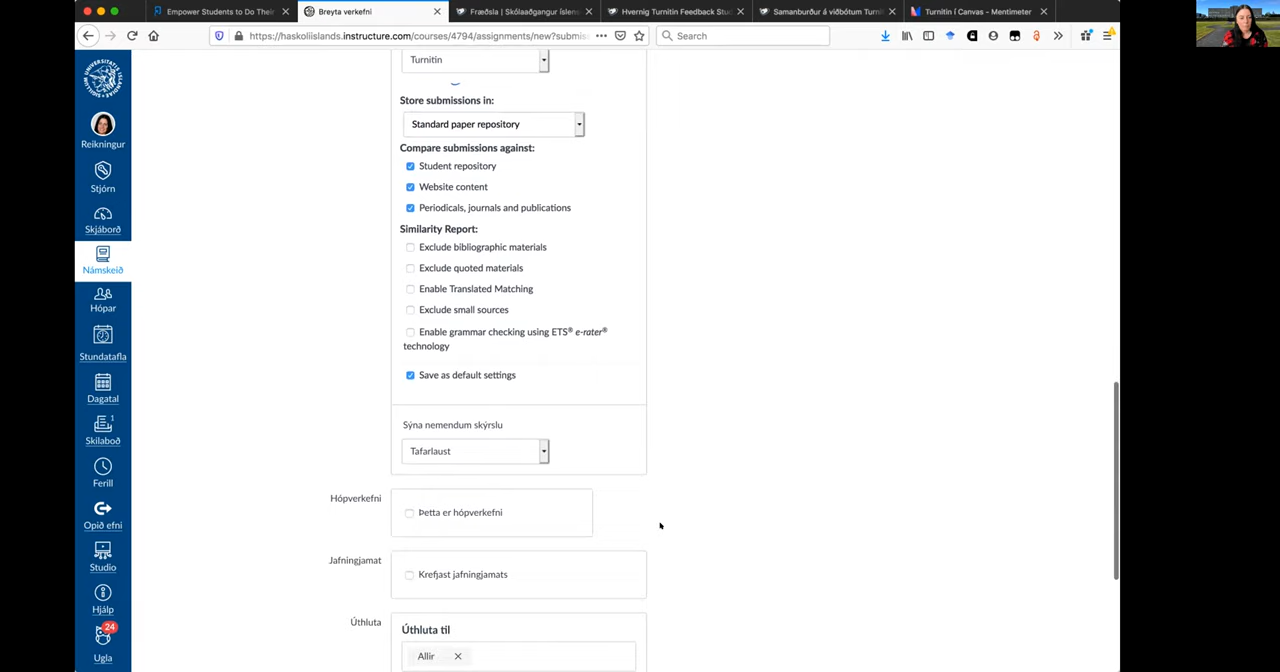 Empower Students to Do Their
Breyta verkefni
Fræðsla | Skólaaðgangur íslens
Hvernig Turnitin Feedback Stud
Samanburður á viðbótum Turni
Turnitin í Canvas - Mentimeter
https://haskoliislands.instructure.com/courses/4794/assignments/new?submis
Search
Reikningur
Stjórn
Skjáborð
Námskeið
Hópar
Stundatafla
Dagatal
1
Skilaboð
Ferill
Opið efni
Studio
Hjálp
24
Ugla
Turnitin
Store submissions in:
Standard paper repository
Compare submissions against:
Student repository
Website content
Periodicals, journals and publications
Similarity Report:
Exclude bibliographic materials
Exclude quoted materials
Enable Translated Matching
Exclude small sources
Enable grammar checking using ETS® e-rater®
technology
Save as default settings
Sýna nemendum skýrslu
Tafarlaust
Hópverkefni
Þetta er hópverkefni
Jafningjamat
Krefjast jafningjamats
Úthluta
Úthluta til
Allir